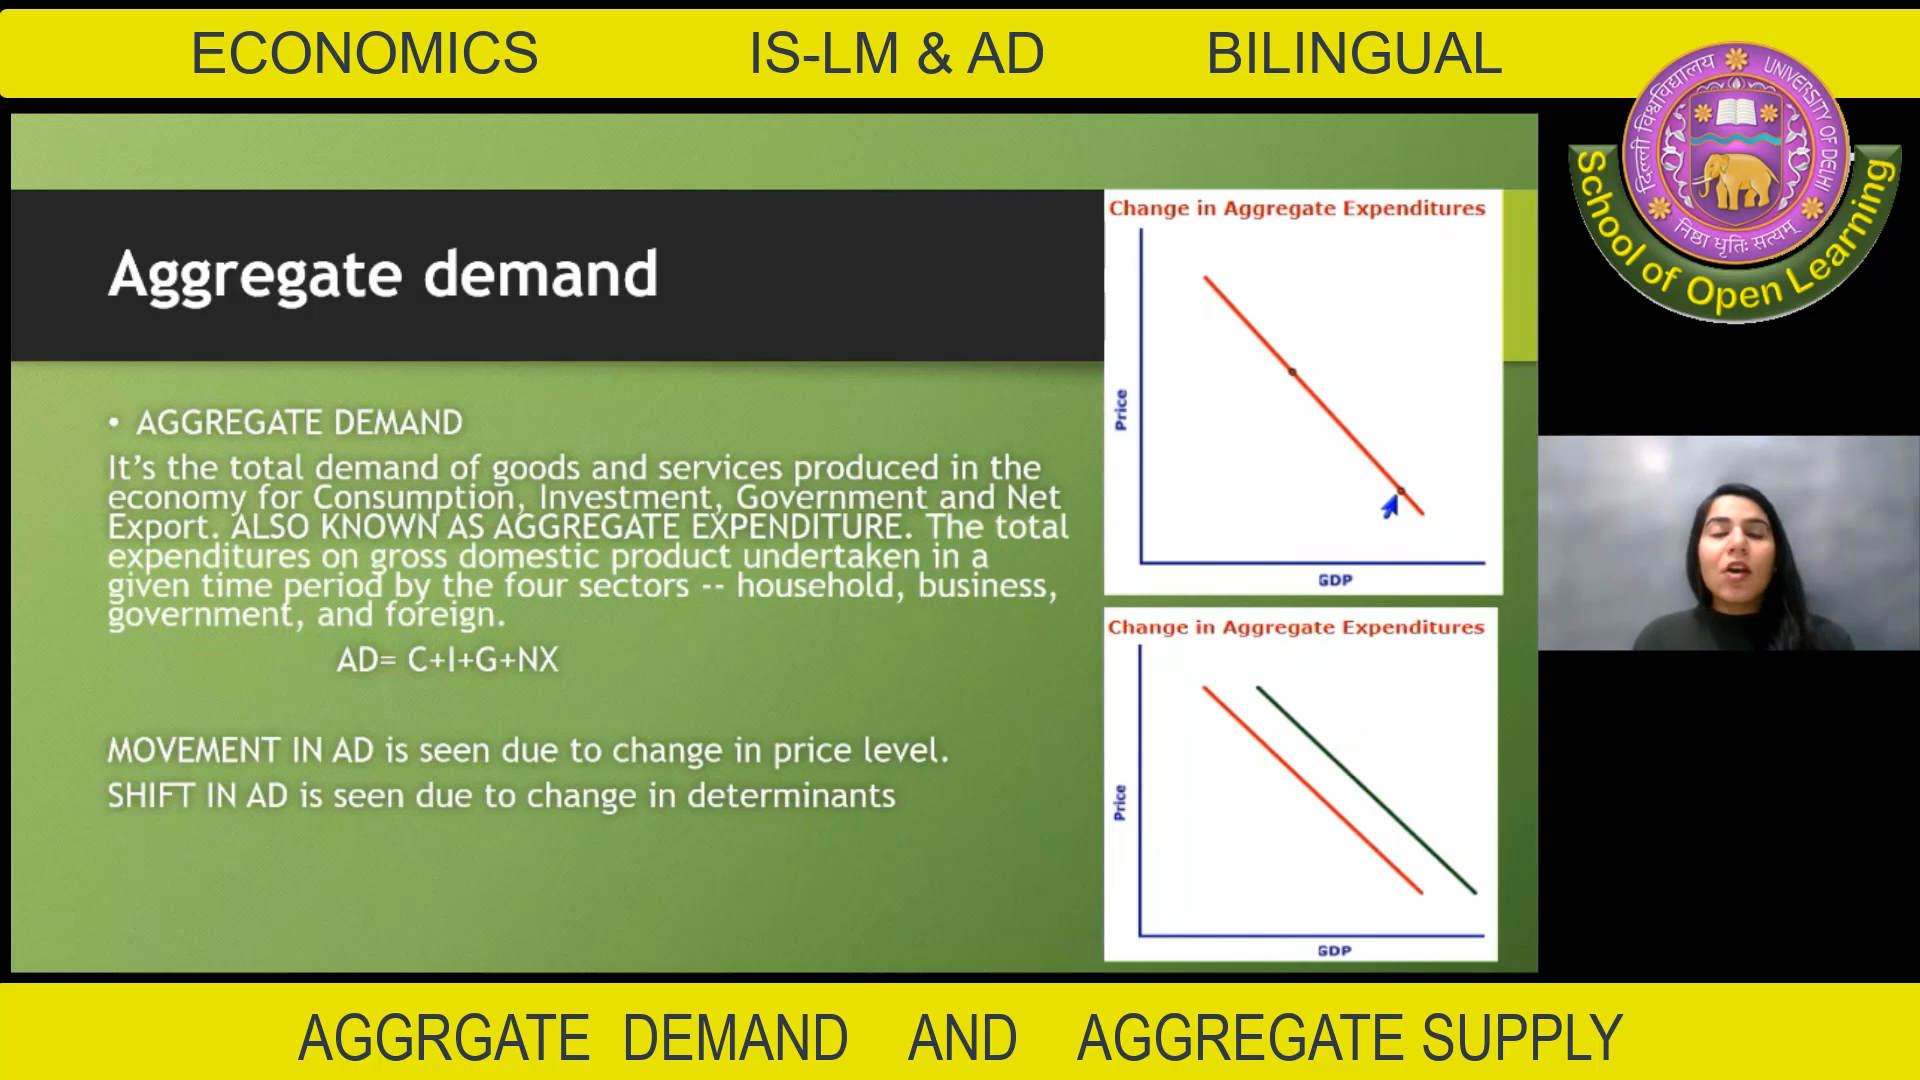 ECONOMICS IS-LM & AD BILINGUAL
दिल्ली विश्वविद्यालय UNIVERSITY OF DELHI
निष्ठा धृतिः सत्यम्
School of Open Learning
Aggregate demand
• AGGREGATE DEMAND
It’s the total demand of goods and services produced in the
economy for Consumption, Investment, Government and Net
Export. ALSO KNOWN AS AGGREGATE EXPENDITURE. The total
expenditures on gross domestic product undertaken in a
given time period by the four sectors -- household, business,
government, and foreign.
AD= C+I+G+NX
MOVEMENT IN AD is seen due to change in price level.
SHIFT IN AD is seen due to change in determinants
Change in Aggregate Expenditures
Price
GDP
Change in Aggregate Expenditures
Price
GDP
AGGRGATE DEMAND AND AGGREGATE SUPPLY